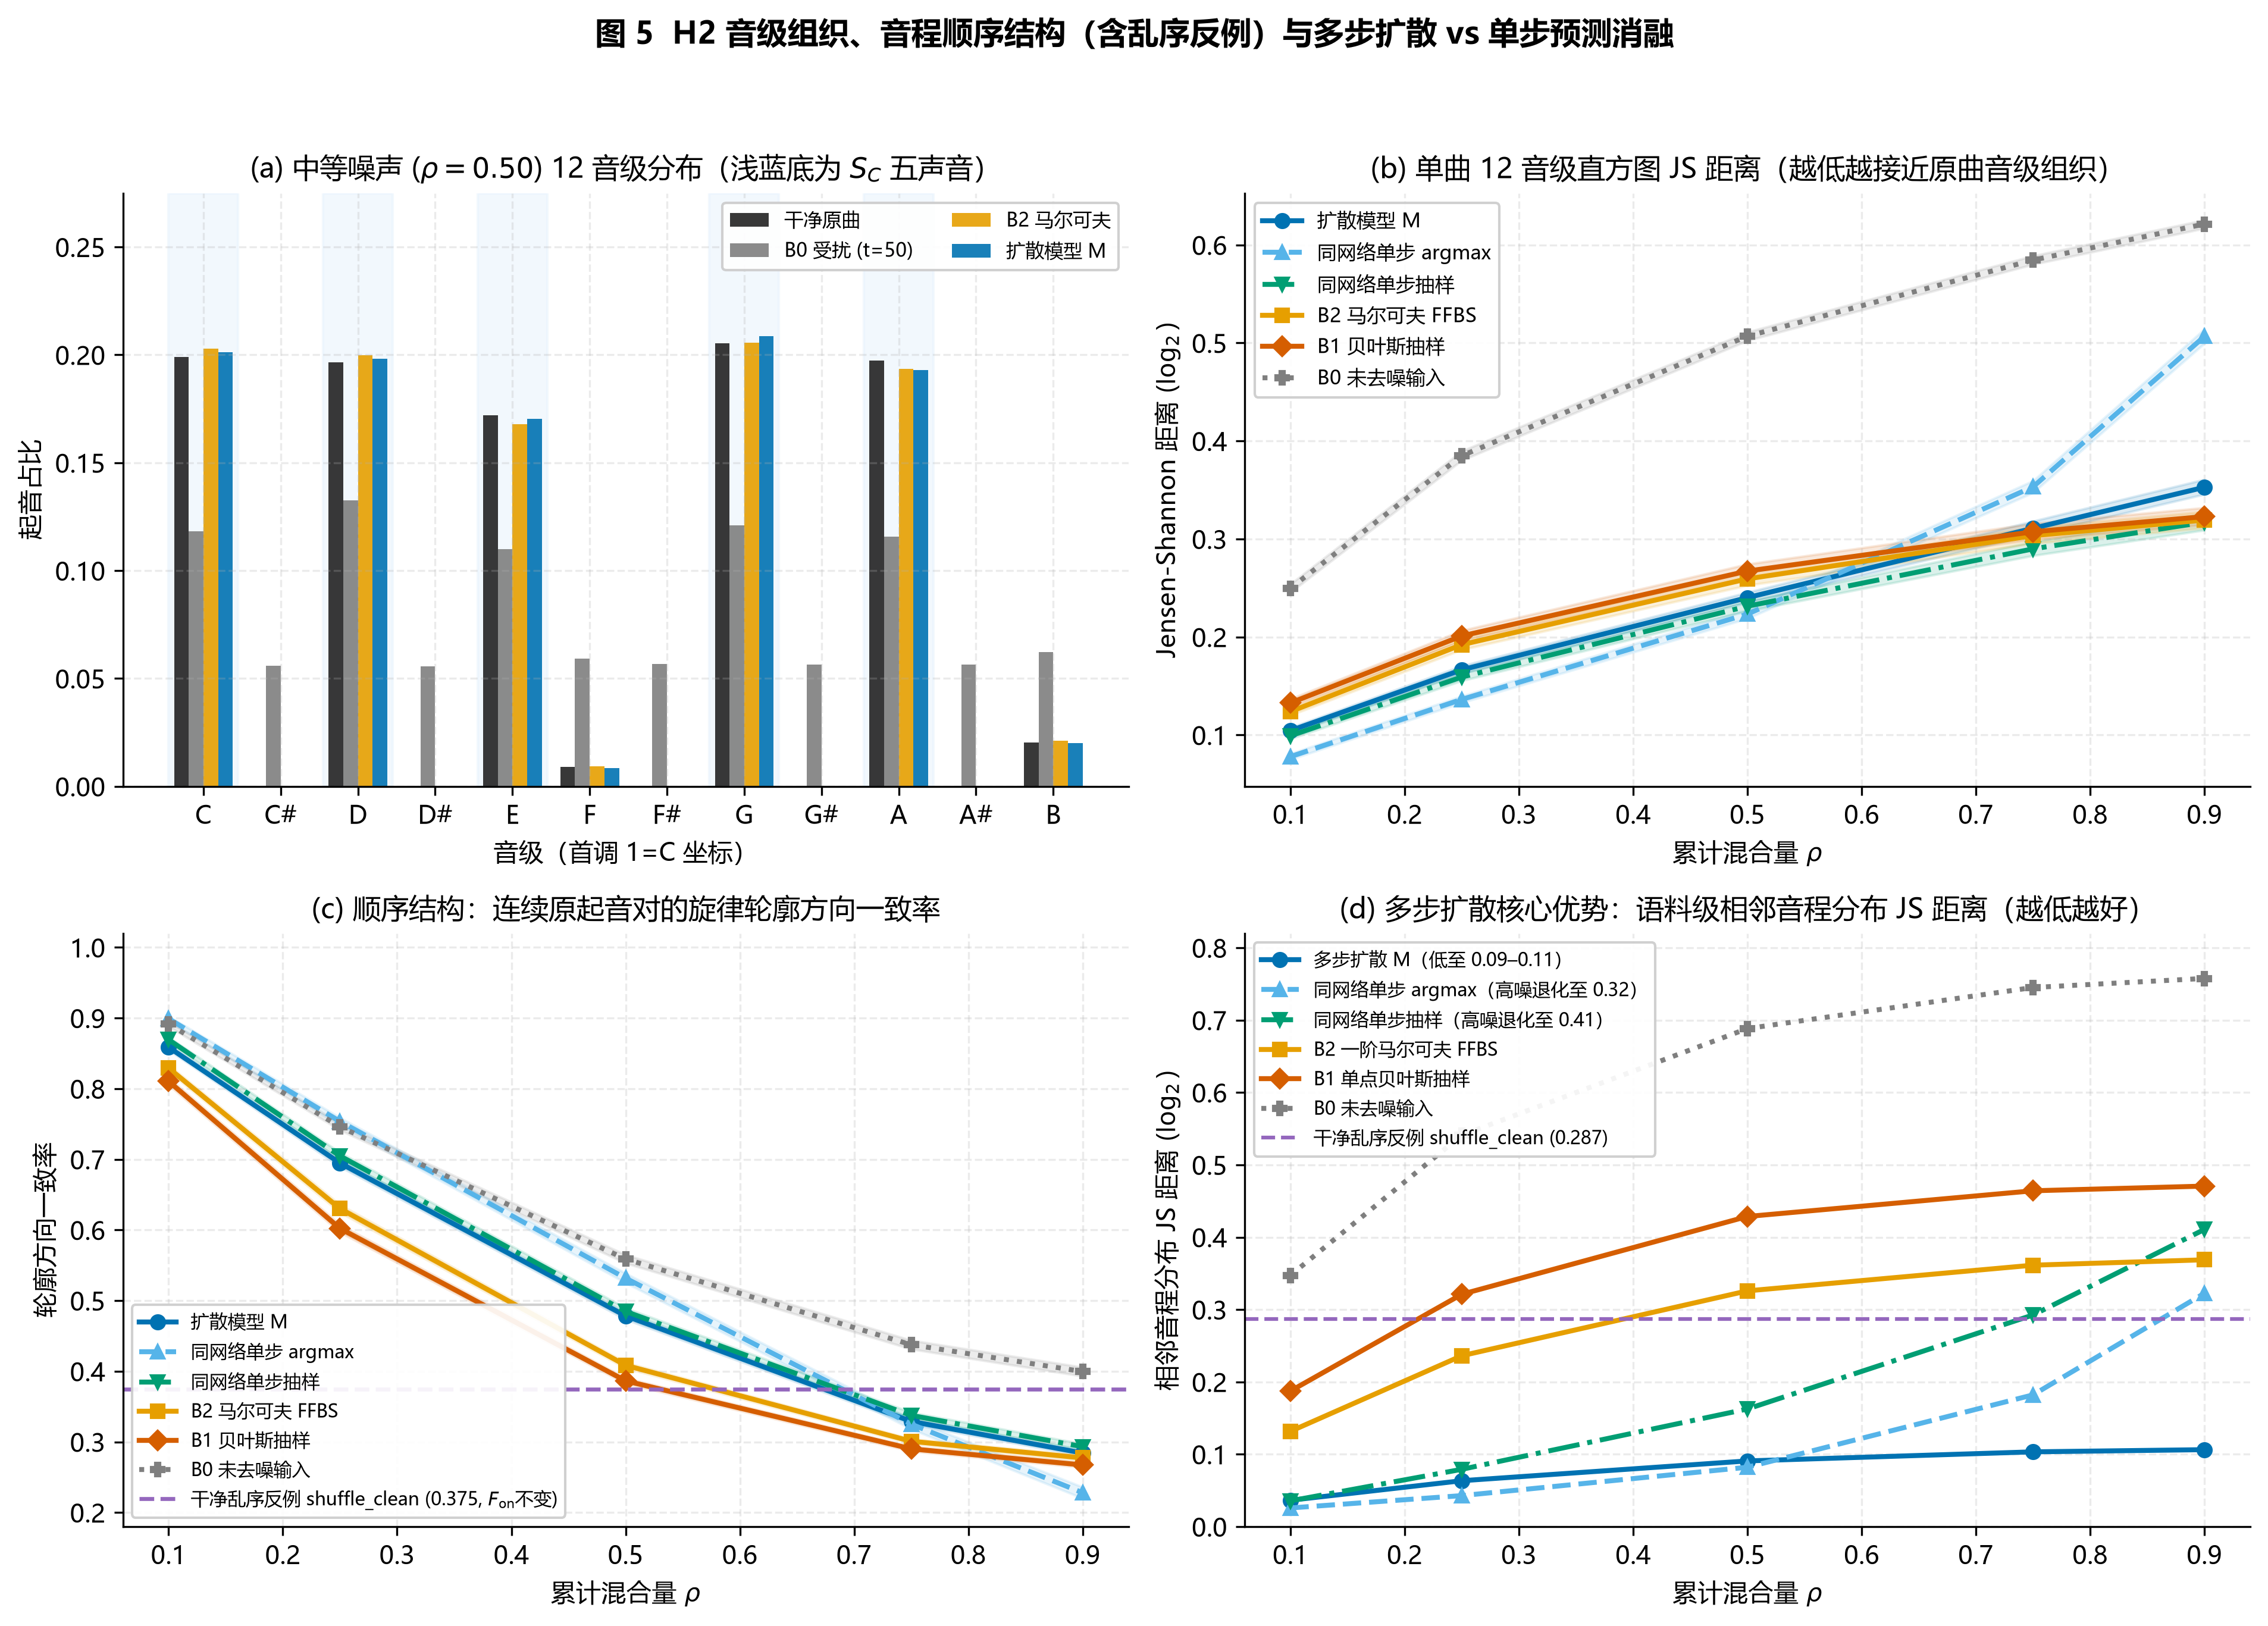 图 5  H2 音级组织、音程顺序结构（含乱序反例）与多步扩散 vs 单步预测消融
(a) 中等噪声 (ρ = 0.50) 12 音级分布（浅蓝底为 S_C 五声音）
干净原曲
B0 受扰 (t=50)
B2 马尔可夫
扩散模型 M
起音占比
0.25
0.20
0.15
0.10
0.05
0.00
C C# D D# E F F# G G# A A# B
音级（首调 1=C 坐标）
(b) 单曲 12 音级直方图 JS 距离（越低越接近原曲音级组织）
扩散模型 M
同网络单步 argmax
同网络单步抽样
B2 马尔可夫 FFBS
B1 贝叶斯抽样
B0 未去噪输入
Jensen-Shannon 距离 (log₂)
0.6
0.5
0.4
0.3
0.2
0.1
0.1 0.2 0.3 0.4 0.5 0.6 0.7 0.8 0.9
累计混合量 ρ
(c) 顺序结构：连续原起音对的旋律轮廓方向一致率
轮廓方向一致率
1.0
0.9
0.8
0.7
0.6
0.5
0.4
0.3
0.2
扩散模型 M
同网络单步 argmax
同网络单步抽样
B2 马尔可夫 FFBS
B1 贝叶斯抽样
B0 未去噪输入
干净乱序反例 shuffle_clean (0.375, F_on不变)
0.1 0.2 0.3 0.4 0.5 0.6 0.7 0.8 0.9
累计混合量 ρ
(d) 多步扩散核心优势：语料级相邻音程分布 JS 距离（越低越好）
多步扩散 M（低至 0.09–0.11）
同网络单步 argmax（高噪退化至 0.32）
同网络单步抽样（高噪退化至 0.41）
B2 一阶马尔可夫 FFBS
B1 单点贝叶斯抽样
B0 未去噪输入
干净乱序反例 shuffle_clean (0.287)
相邻音程分布 JS 距离 (log₂)
0.8
0.7
0.6
0.5
0.4
0.3
0.2
0.1
0.0
0.1 0.2 0.3 0.4 0.5 0.6 0.7 0.8 0.9
累计混合量 ρ